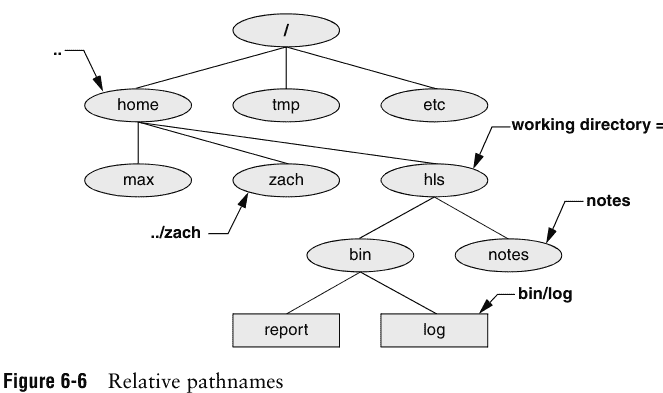 /
..
home
tmp
etc
working directory =
max
zach
hls
../zach
notes
bin
notes
bin/log
report
log
Figure 6-6 Relative pathnames